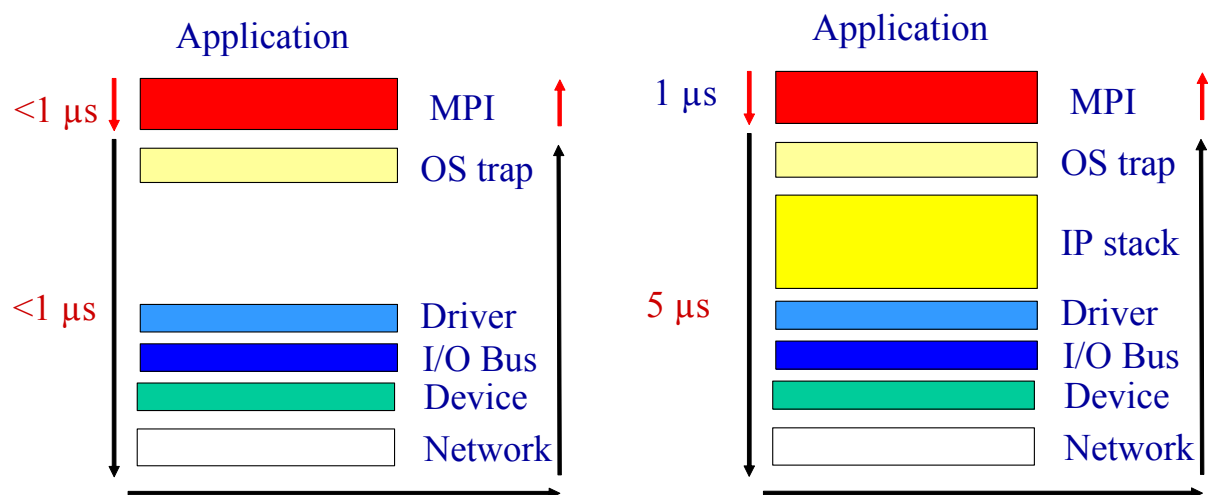 Application
<1 µs
MPI
OS trap
<1 µs
Driver
I/O Bus
Device
Network
Application
1 µs
MPI
OS trap
IP stack
5 µs
Driver
I/O Bus
Device
Network